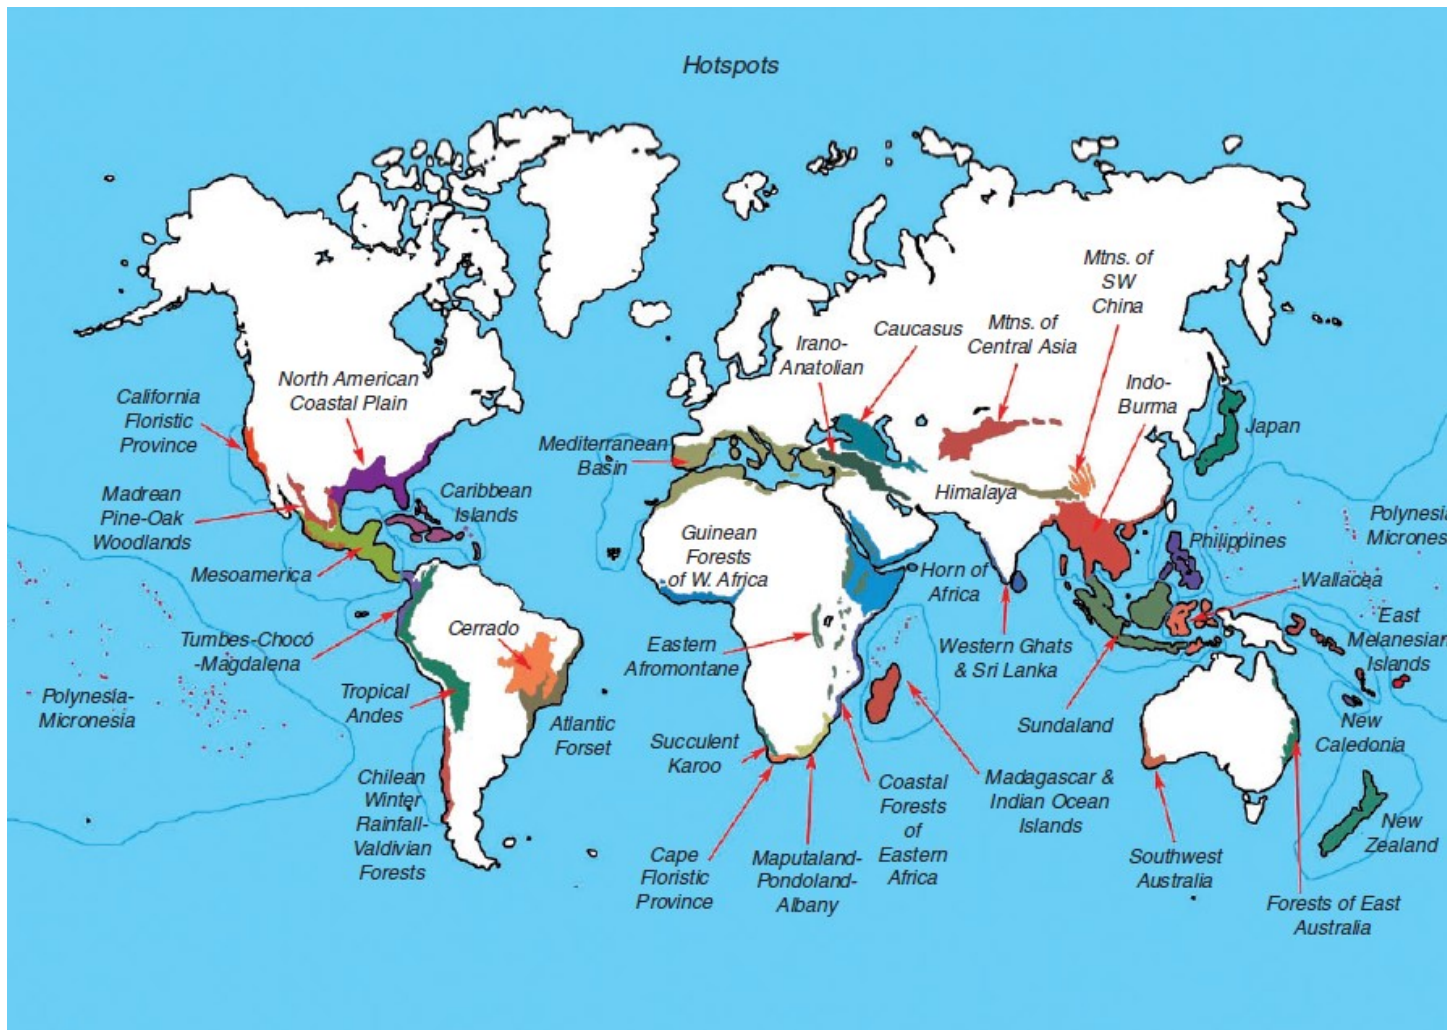 Hotspots
Mtns. of
SW
China
Caucasus
Mtns. of
Central Asia
Irano-
Anatolian
Indo-
Burma
North American
Coastal Plain
California
Floristic
Province
Japan
Mediterranean
Basin
Madrean
Pine-Oak
Woodlands
Caribbean
Islands
Himalaya
Polynesia
Microne
Guinean
Forests
of W. Africa
Philippines
Mesoamerica
Horn of
Africa
Wallacea
Cerrado
Tumbes-Chocó
-Magdalena
Eastern
Afromontane
Western Ghats
& Sri Lanka
East
Melanesian
Islands
Polynesia-
Micronesia
Tropical
Andes
Sundaland
Atlantic
Forset
New
Caledonia
Succulent
Karoo
Chilean
Winter
Rainfall-
Valdivian
Forests
Coastal
Forests
of
Eastern
Africa
Madagascar &
Indian Ocean
Islands
New
Zealand
Cape
Floristic
Province
Maputaland-
Pondoland-
Albany
Southwest
Australia
Forests of East
Australia